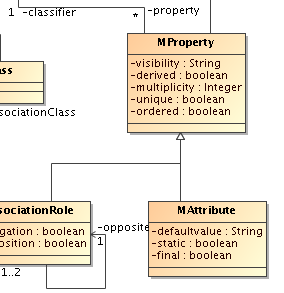 1 -classifier
* -property
MProperty
-visibility : String
-derived : boolean
-multiplicity : Integer
-unique : boolean
-ordered : boolean
ss
sociationClass
sociationRole
gation : boolean
osition : boolean
-opposite
1
1..2
MAttribute
-defaultvalue : String
-static : boolean
-final : boolean